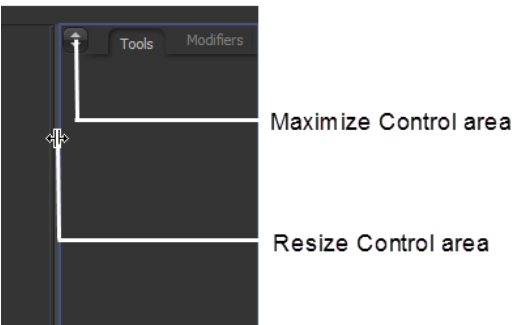 Tools Modifiers
Maximize Control area
Resize Control area